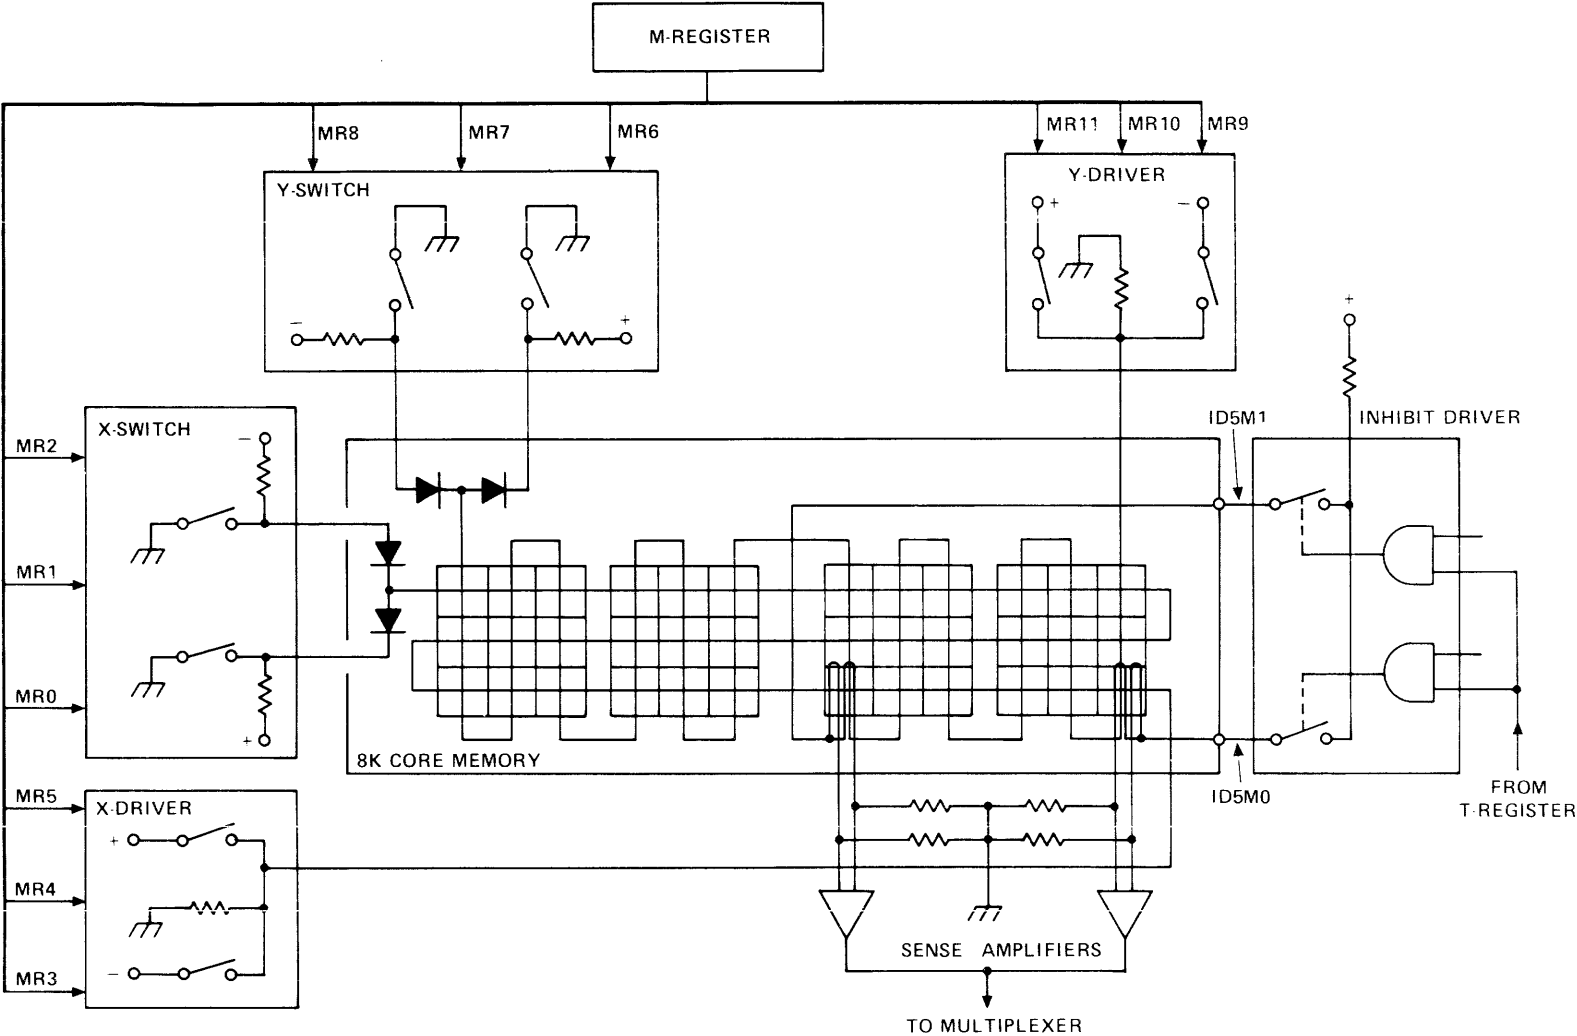 M-REGISTER
MR8
MR7
MR6
MR11
MR10
MR9
Y-SWITCH
Y-DRIVER
+
−
−
+
+
X-SWITCH
−
MR2
ID5M1
INHIBIT DRIVER
MR1
MR0
+
8K CORE MEMORY
ID5M0
FROM
T-REGISTER
MR5
X-DRIVER
+
MR4
MR3
−
SENSE AMPLIFIERS
TO MULTIPLEXER